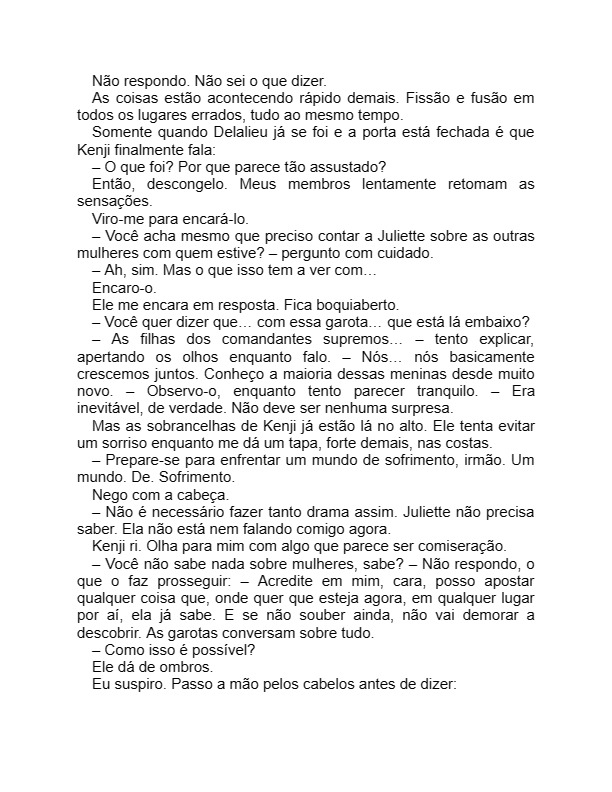 Não respondo. Não sei o que dizer.
As coisas estão acontecendo rápido demais. Fissão e fusão em
todos os lugares errados, tudo ao mesmo tempo.
Somente quando Delalieu já se foi e a porta está fechada é que
Kenji finalmente fala:
– O que foi? Por que parece tão assustado?
Então, descongelo. Meus membros lentamente retomam as
sensações.
Viro-me para encará-lo.
– Você acha mesmo que preciso contar a Juliette sobre as outras
mulheres com quem estive? – pergunto com cuidado.
– Ah, sim. Mas o que isso tem a ver com…
Encaro-o.
Ele me encara em resposta. Fica boquiaberto.
– Você quer dizer que… com essa garota… que está lá embaixo?
– As filhas dos comandantes supremos… – tento explicar,
apertando os olhos enquanto falo. – Nós… nós basicamente
crescemos juntos. Conheço a maioria dessas meninas desde muito
novo. – Observo-o, enquanto tento parecer tranquilo. – Era
inevitável, de verdade. Não deve ser nenhuma surpresa.
Mas as sobrancelhas de Kenji já estão lá no alto. Ele tenta evitar
um sorriso enquanto me dá um tapa, forte demais, nas costas.
– Prepare-se para enfrentar um mundo de sofrimento, irmão. Um
mundo. De. Sofrimento.
Nego com a cabeça.
– Não é necessário fazer tanto drama assim. Juliette não precisa
saber. Ela não está nem falando comigo agora.
Kenji ri. Olha para mim com algo que parece ser comiseração.
– Você não sabe nada sobre mulheres, sabe? – Não respondo, o
que o faz prosseguir: – Acredite em mim, cara, posso apostar
qualquer coisa que, onde quer que esteja agora, em qualquer lugar
por aí, ela já sabe. E se não souber ainda, não vai demorar a
descobrir. As garotas conversam sobre tudo.
– Como isso é possível?
Ele dá de ombros.
Eu suspiro. Passo a mão pelos cabelos antes de dizer: